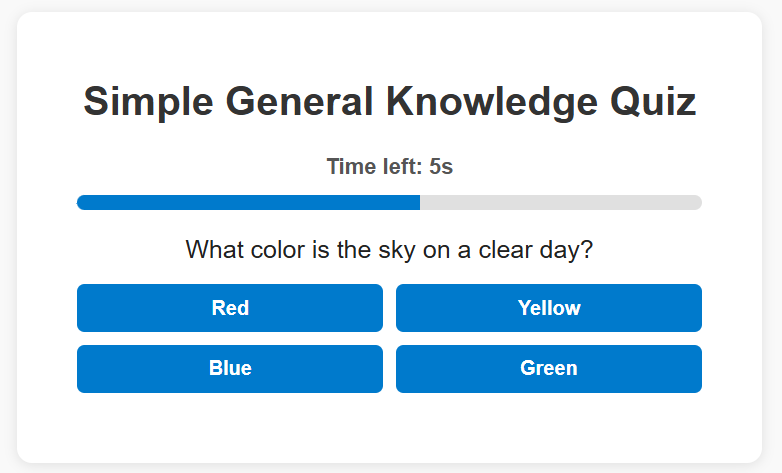 Simple General Knowledge Quiz
Time left: 5s
What color is the sky on a clear day?
Red
Yellow
Blue
Green